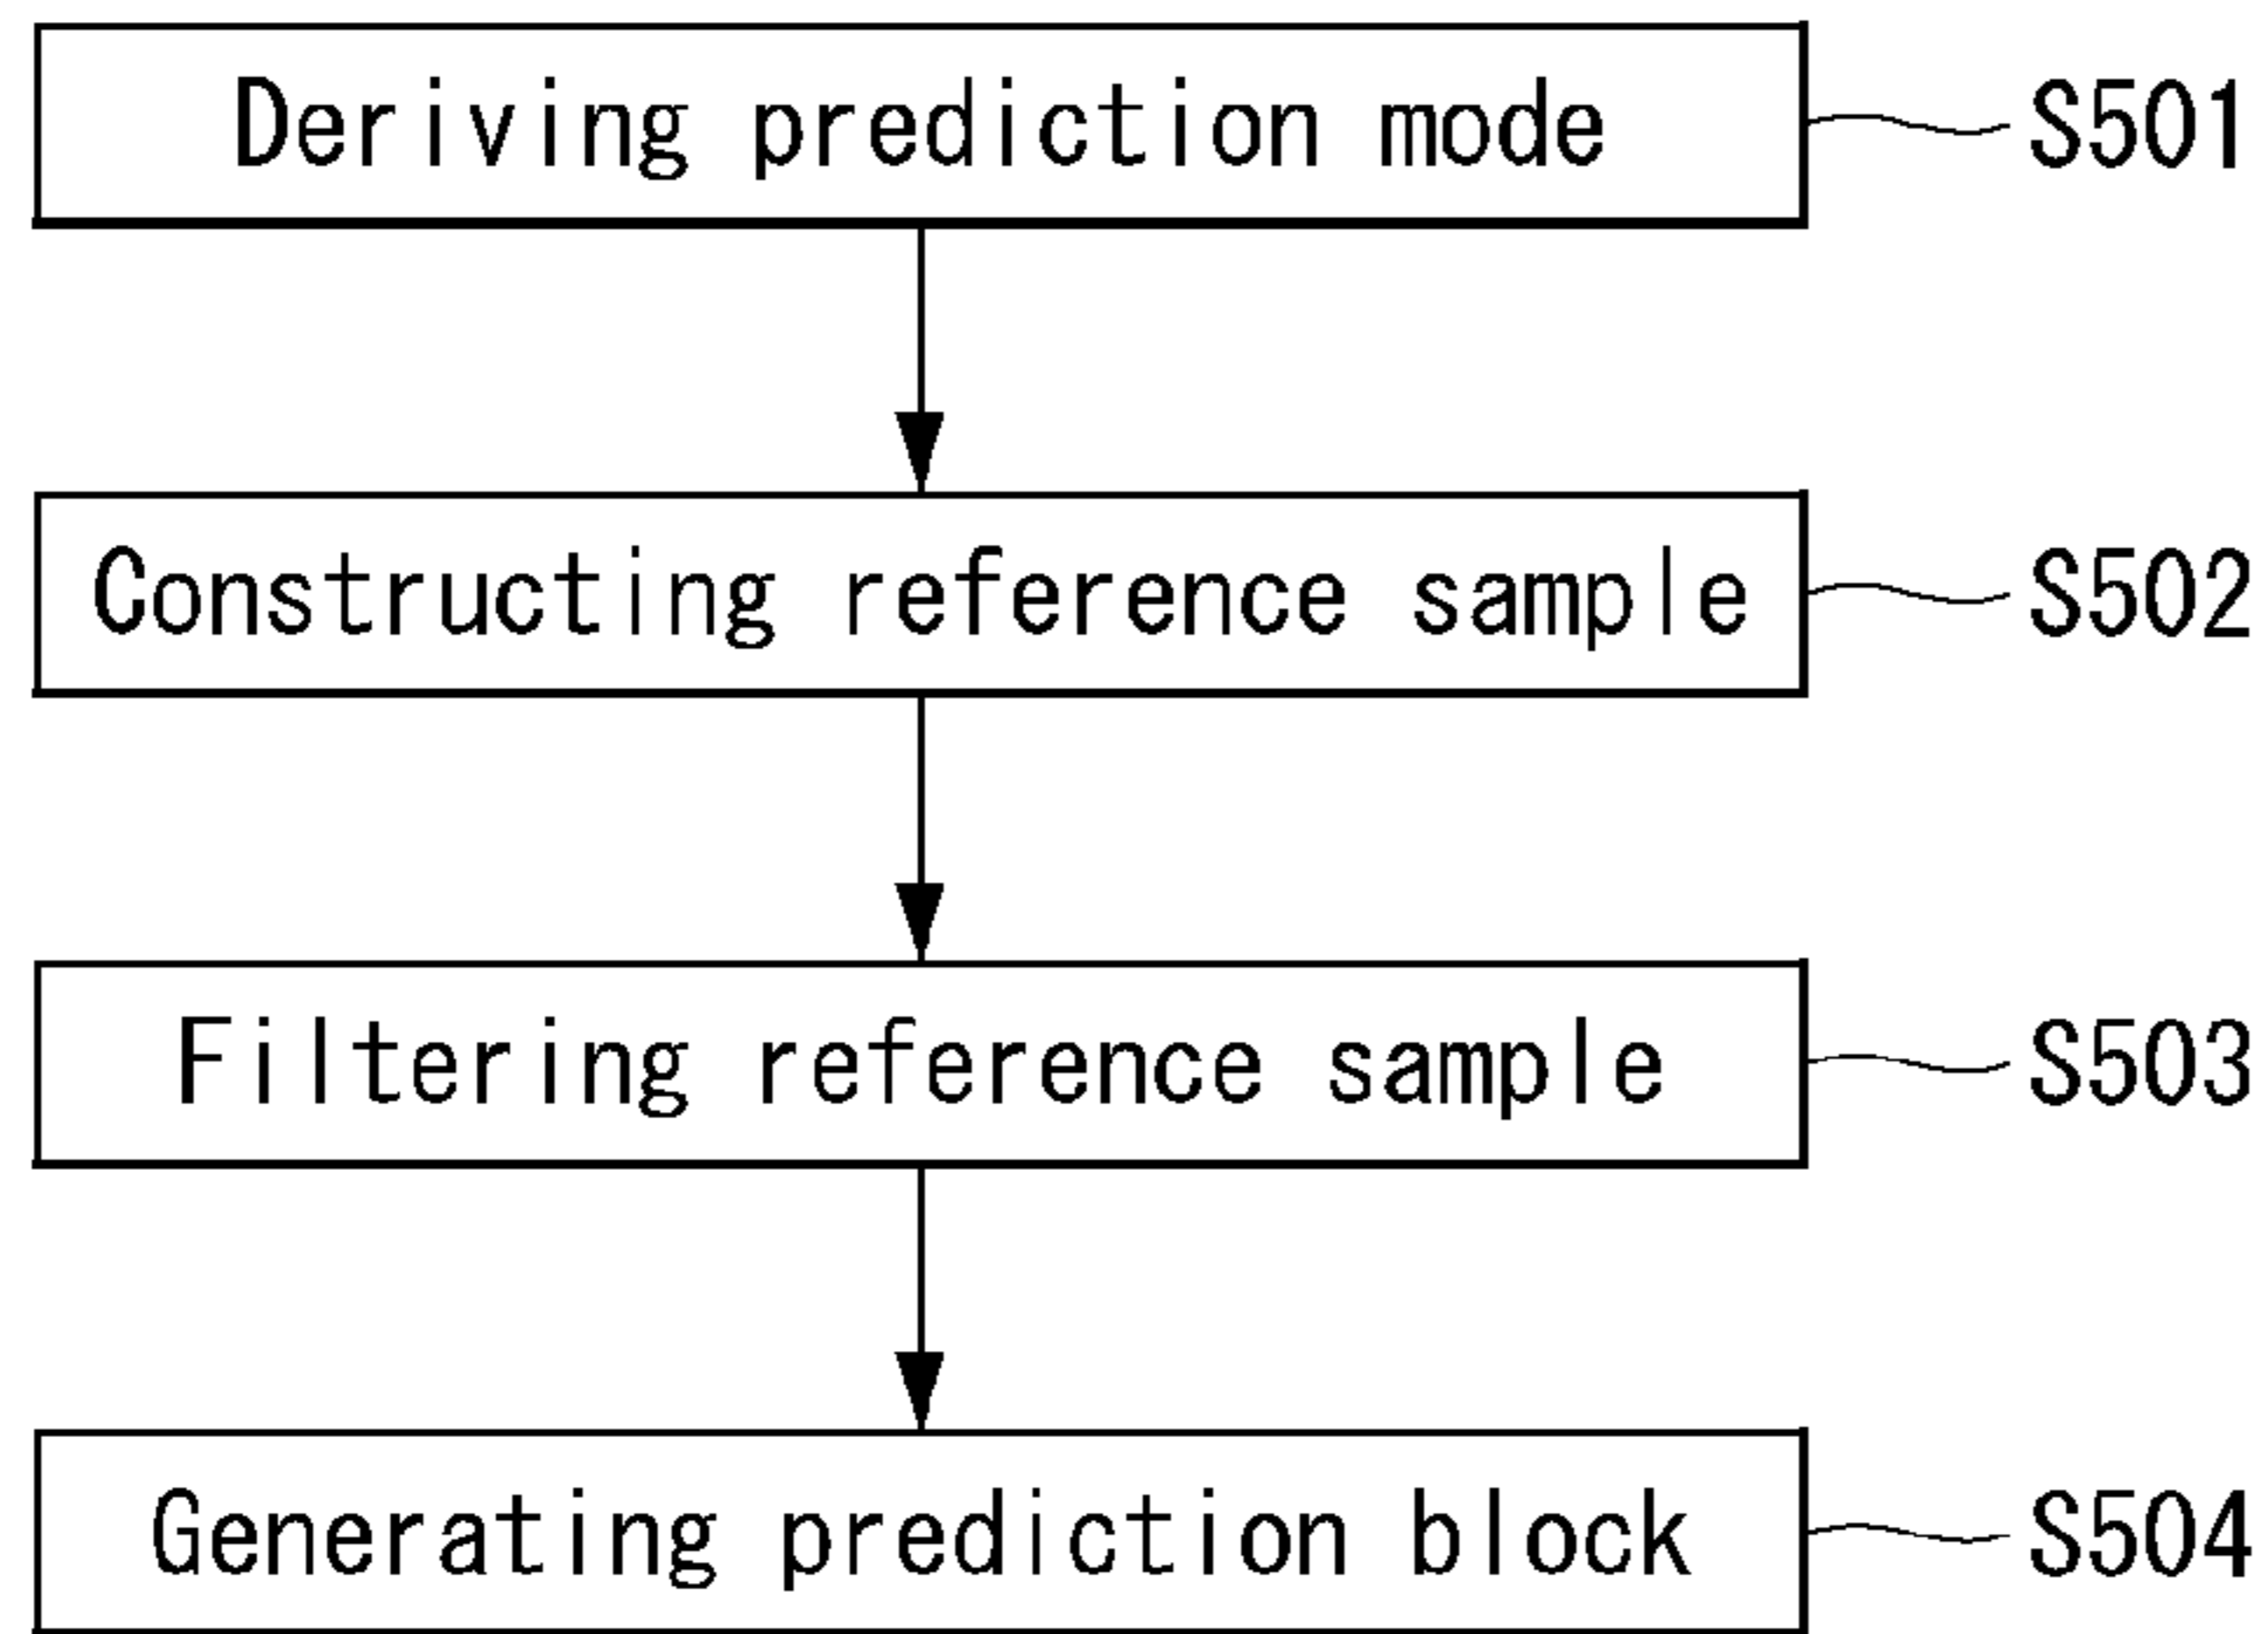 Deriving prediction mode S501
Constructing reference sample S502
Filtering reference sample S503
Generating prediction block S504